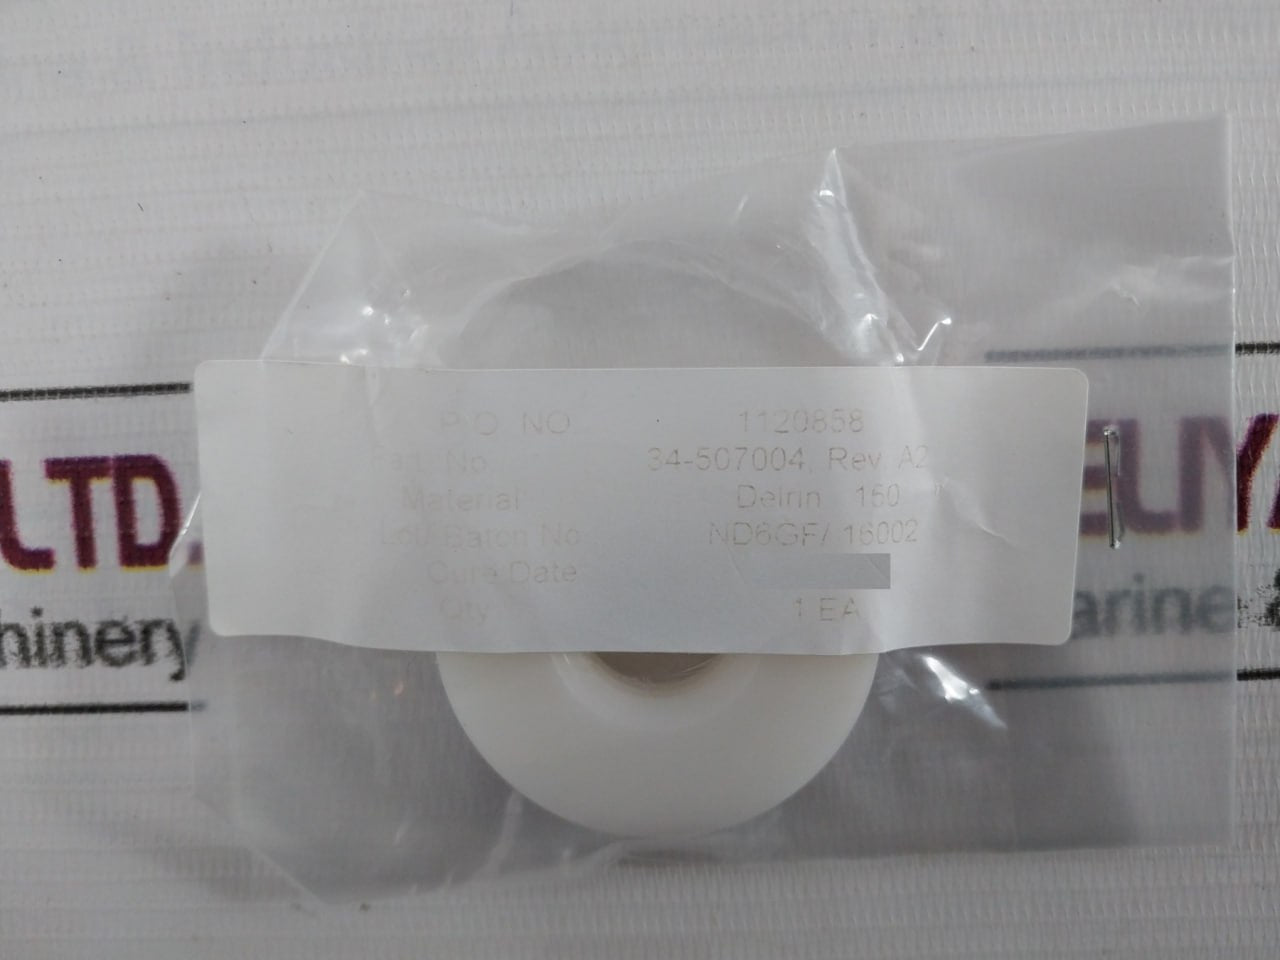 P.O. NO 1120858
Part No. 34-507004, Rev A2
Material Delrin 150
Lot/Batch No ND6GF/ 16002
Cure Date
Qty 1 EA
LTD.
hinery
ELIYA
arine